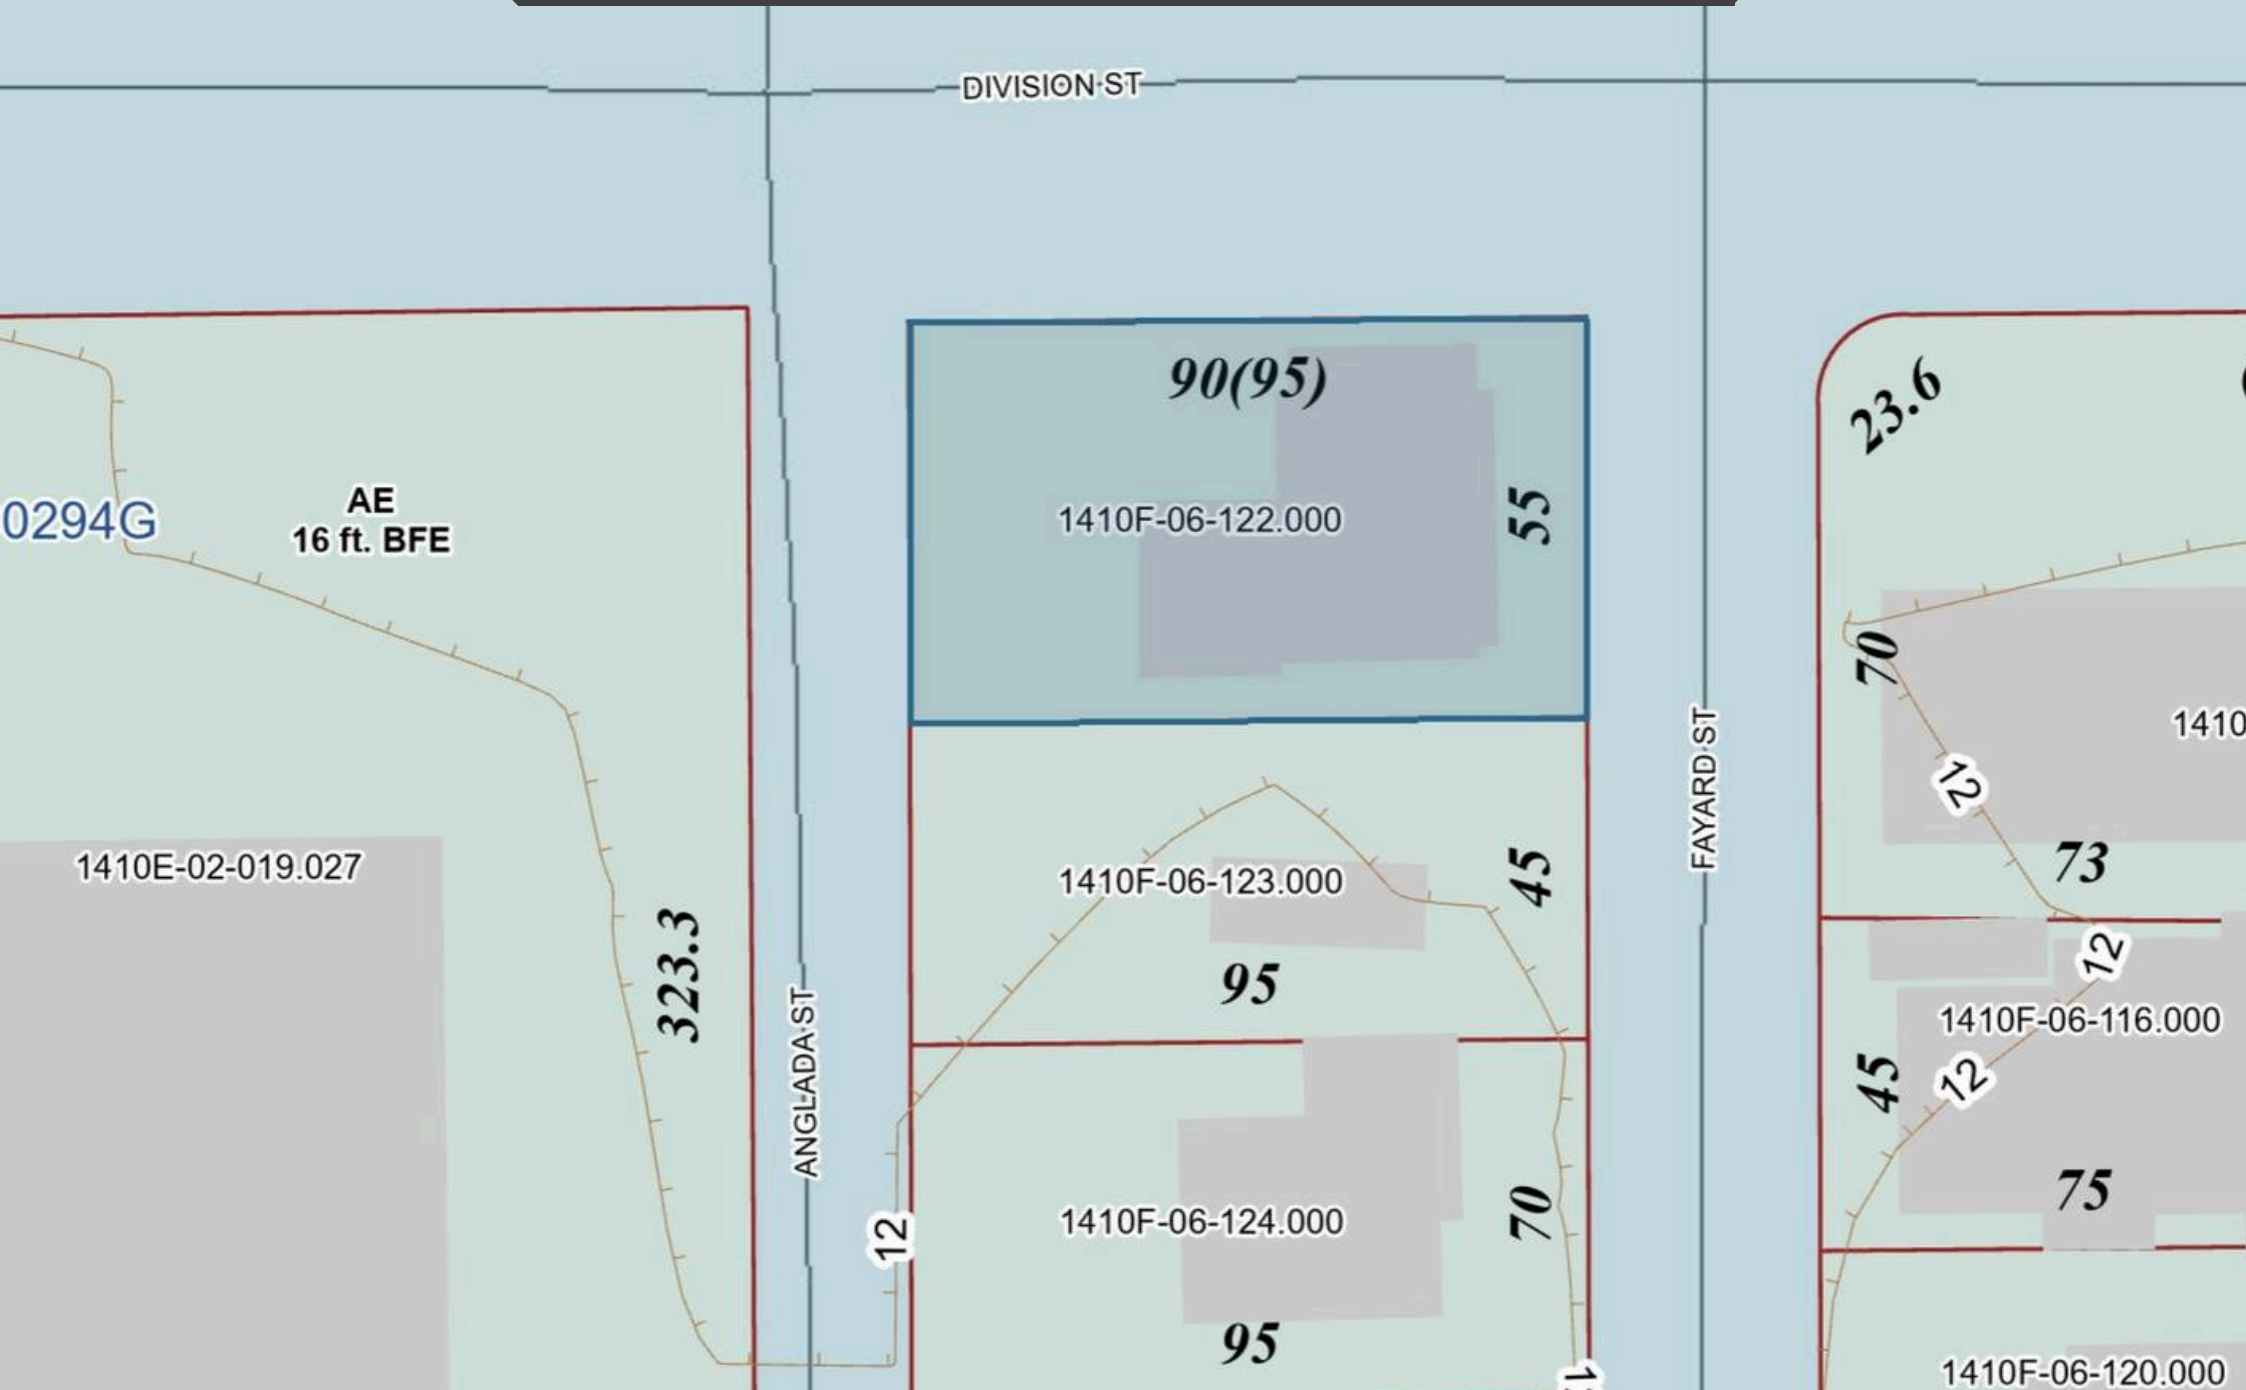 DIVISION ST
90(95)
23.6
AE
16 ft. BFE
0294G
1410F-06-122.000
55
70
1410
FAYARD ST
12
73
1410E-02-019.027
1410F-06-123.000
45
323.3
95
12
1410F-06-116.000
ANGLADA ST
45
12
12
1410F-06-124.000
70
75
95
1410F-06-120.000